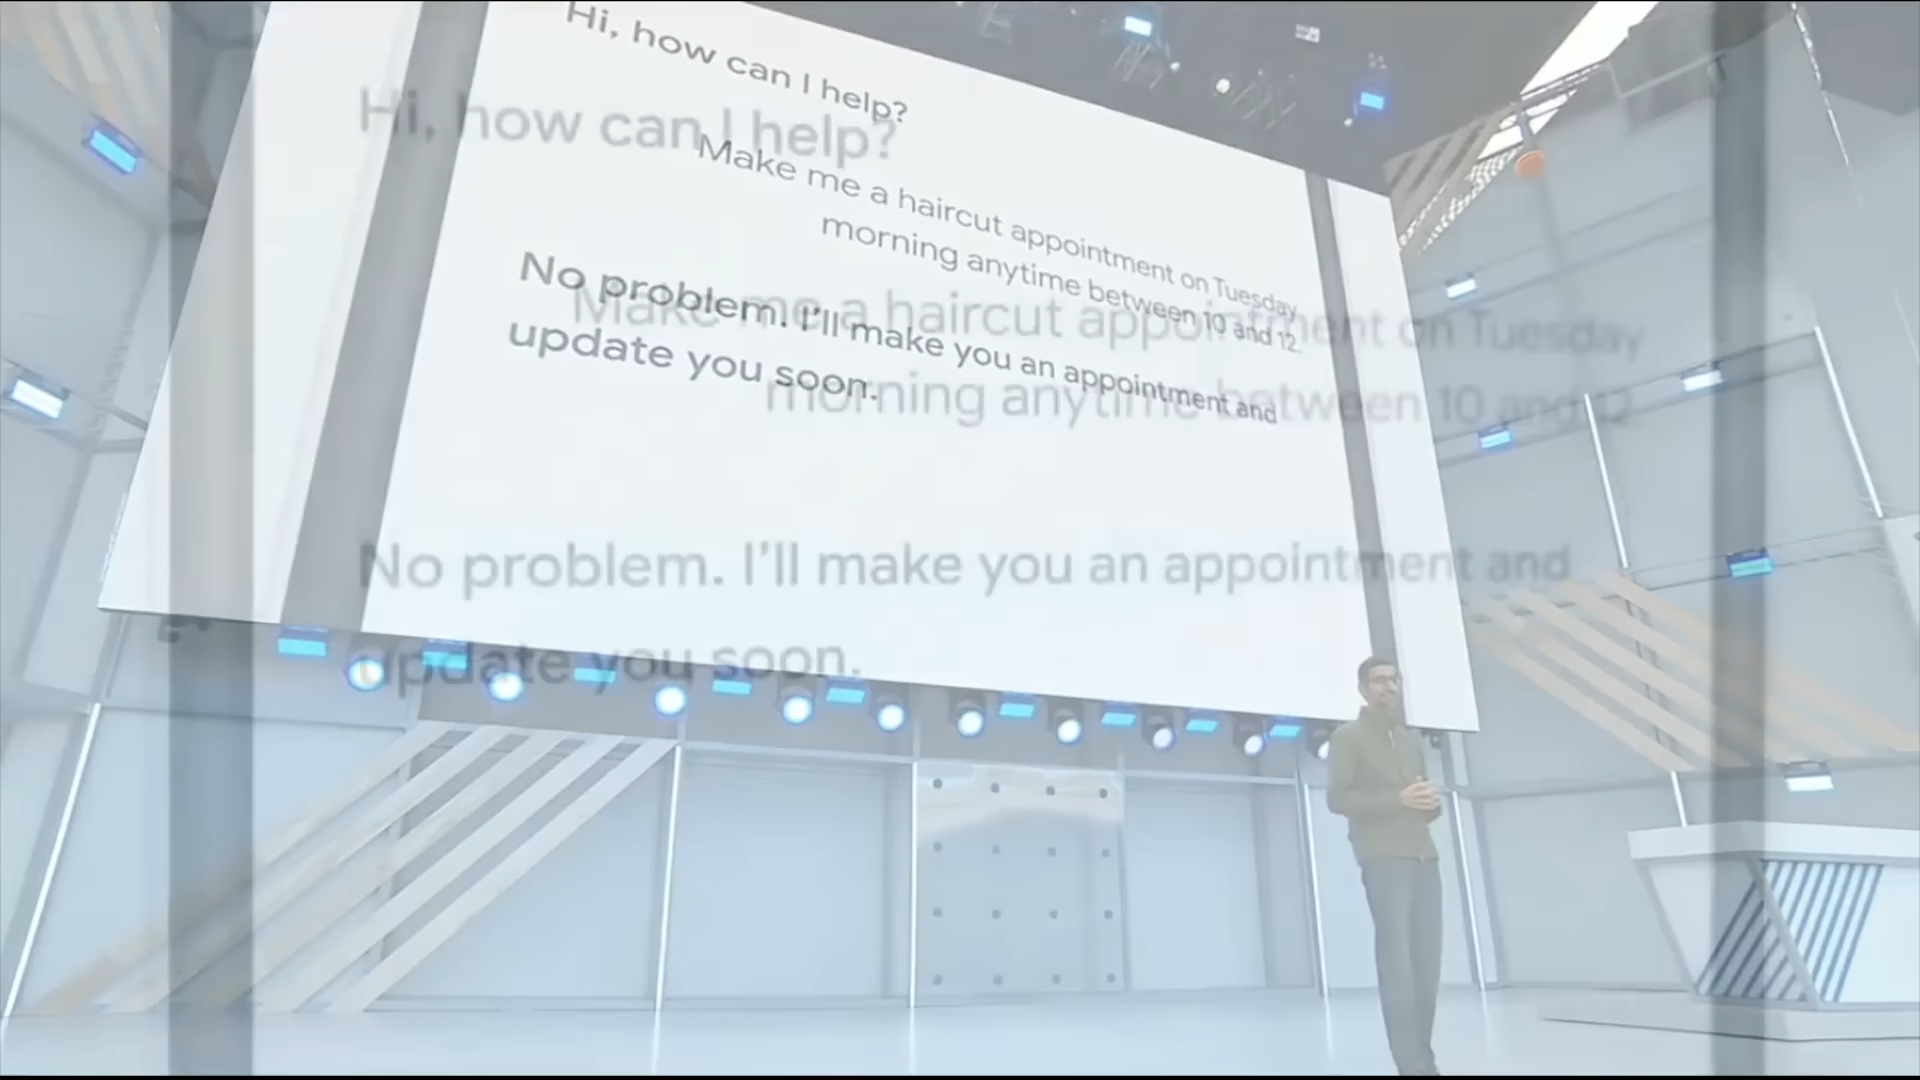 Hi, how can I help?
Make me a haircut appointment on Tuesday
morning anytime between 10 and 12.
No problem. I'll make you an appointment and
update you soon.
Hi, how can I help?
Make me a haircut appointment on Tuesday
morning anytime between 10 and 12
No problem. I'll make you an appointment and
update you soon.